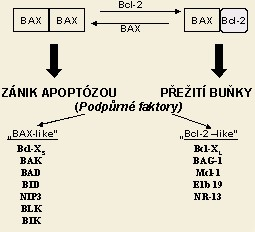 BAX BAX Bcl-2 BAX BAX Bcl-2
ZÁNIK APOPTÓZOU PŘEŽITÍ BUŇKY
(Podpůrné faktory)
„BAX-like"
Bcl-XS
BAK
BAD
BID
NIP3
BLK
BIK
„Bcl-2 –like"
Bcl-XL
BAG-1
Mcl-1
E1b 19
NR-13